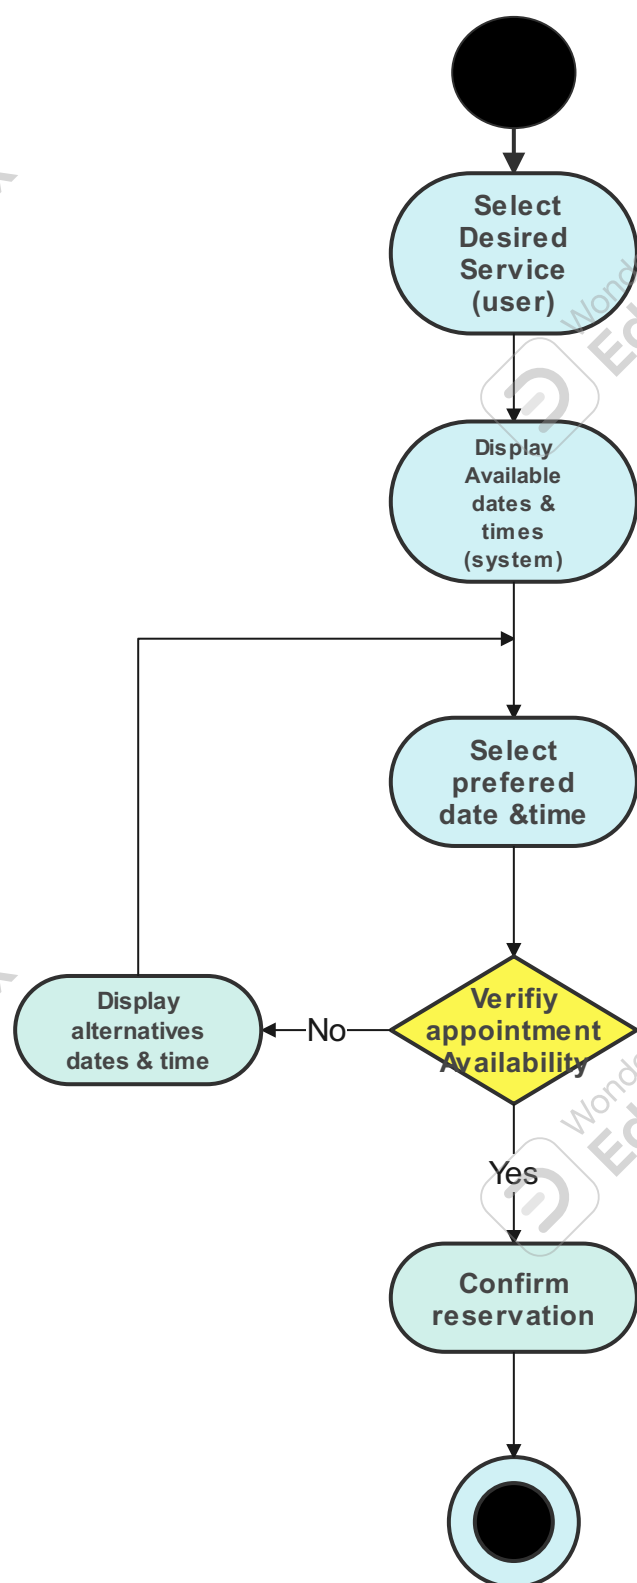 Select
Desired
Service
(user)
Display
Available
dates &
times
(system)
Select
prefered
date &time
Verifiy
appointment
Availability
No
Display
alternatives
dates & time
Yes
Confirm
reservation